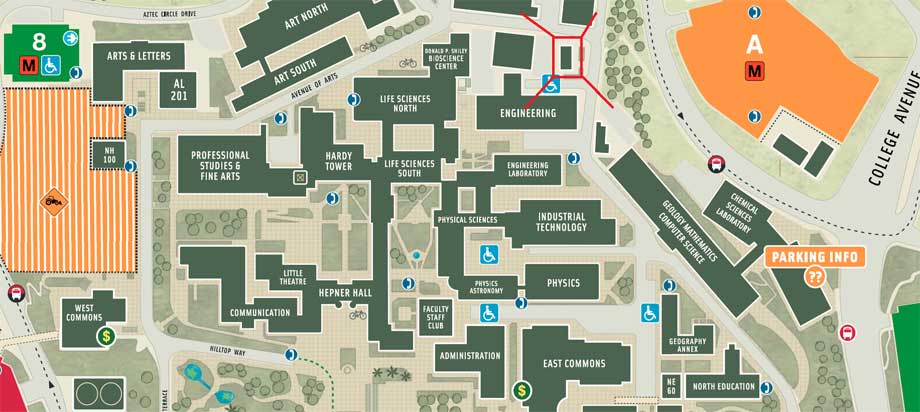 AZTEC CIRCLE DRIVE
ART NORTH
8
M
ARTS & LETTERS
AL
201
ART SOUTH
AVENUE OF ARTS
DONALD P. SHILEY
BIOSCIENCE
CENTER
A
M
COLLEGE AVENUE
LIFE SCIENCES
NORTH
ENGINEERING
NH
100
PROFESSIONAL
STUDIES &
FINE ARTS
HARDY
TOWER
LIFE SCIENCES
SOUTH
ENGINEERING
LABORATORY
GEOLOGY MATHEMATICS
COMPUTER SCIENCE
CHEMICAL
SCIENCES
LABORATORY
PHYSICAL SCIENCES
INDUSTRIAL
TECHNOLOGY
PARKING INFO
??
LITTLE
THEATRE
HEPNER HALL
COMMUNICATION
PHYSICS
ASTRONOMY
PHYSICS
WEST
COMMONS
$
FACULTY
STAFF
CLUB
HILLTOP WAY
ADMINISTRATION
EAST COMMONS
$
GEOGRAPHY
ANNEX
NE
60
NORTH EDUCATION
TERRACE